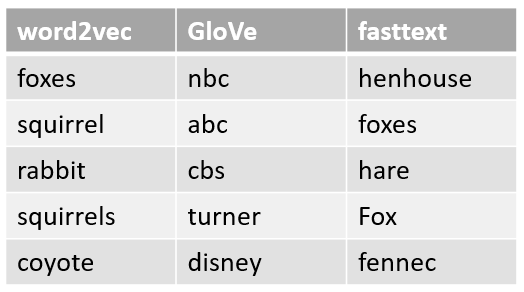 word2vec GloVe fasttext
foxes nbc henhouse
squirrel abc foxes
rabbit cbs hare
squirrels turner Fox
coyote disney fennec